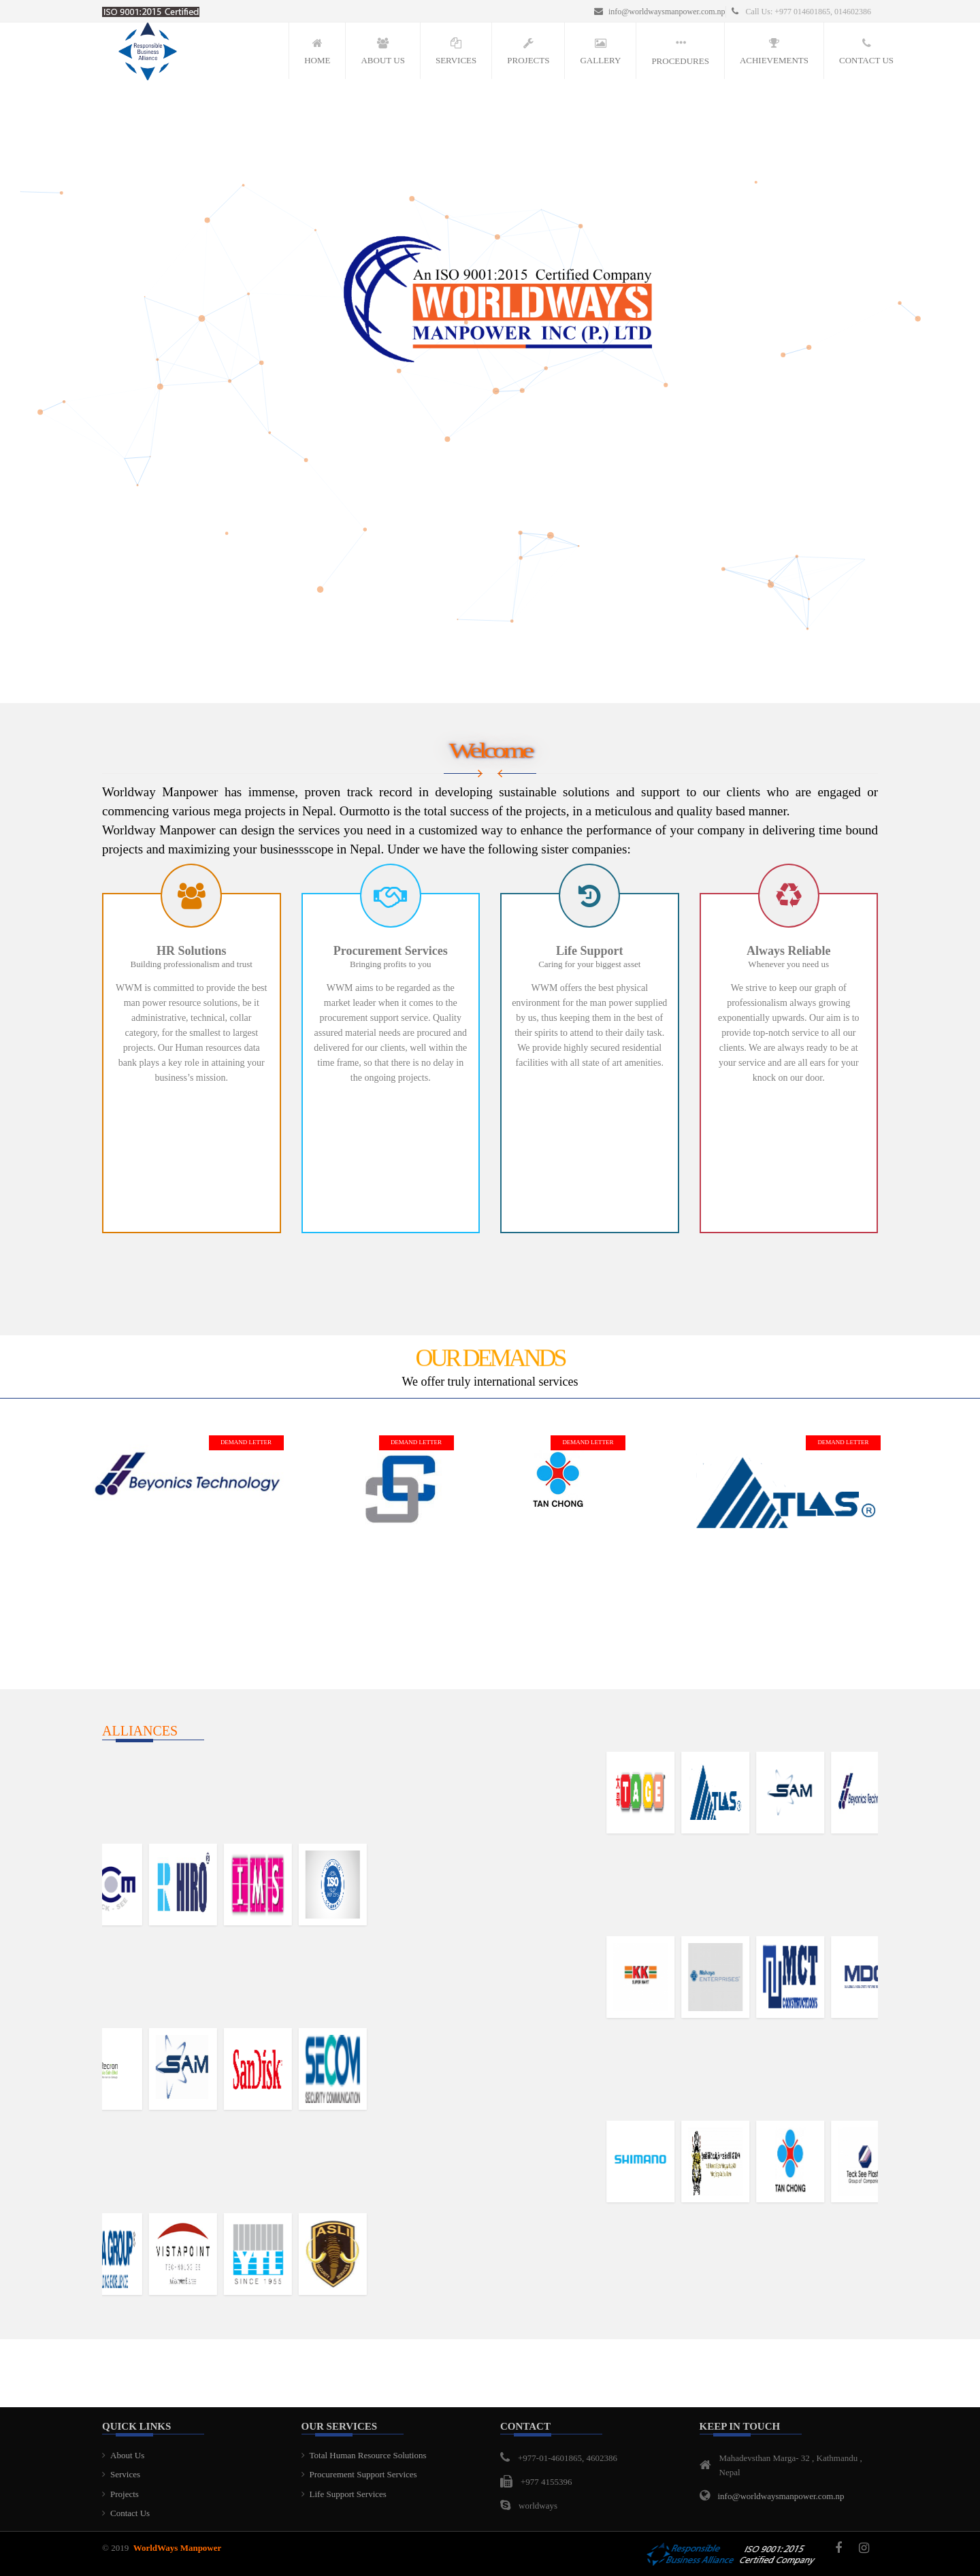 ISO 9001:2015 Certified
info@worldwaysmanpower.com.np Call Us: +977 014601865, 014602386
Responsible
Business
Alliance
HOME ABOUT US SERVICES PROJECTS GALLERY PROCEDURES ACHIEVEMENTS CONTACT US
An ISO 9001:2015 Certified Company
WORLDWAYS
MANPOWER INC (P.) LTD
Welcome
Worldway Manpower has immense, proven track record in developing sustainable solutions and support to our clients who are engaged or
commencing various mega projects in Nepal. Ourmotto is the total success of the projects, in a meticulous and quality based manner.
Worldway Manpower can design the services you need in a customized way to enhance the performance of your company in delivering time bound
projects and maximizing your businessscope in Nepal. Under we have the following sister companies:
HR Solutions
Building professionalism and trust
WWM is committed to provide the best
man power resource solutions, be it
administrative, technical, collar
category, for the smallest to largest
projects. Our Human resources data
bank plays a key role in attaining your
business’s mission.
Procurement Services
Bringing profits to you
WWM aims to be regarded as the
market leader when it comes to the
procurement support service. Quality
assured material needs are procured and
delivered for our clients, well within the
time frame, so that there is no delay in
the ongoing projects.
Life Support
Caring for your biggest asset
WWM offers the best physical
environment for the man power supplied
by us, thus keeping them in the best of
their spirits to attend to their daily task.
We provide highly secured residential
facilities with all state of art amenities.
Always Reliable
Whenever you need us
We strive to keep our graph of
professionalism always growing
exponentially upwards. Our aim is to
provide top-notch service to all our
clients. We are always ready to be at
your service and are all ears for your
knock on our door.
OUR DEMANDS
We offer truly international services
DEMAND LETTER DEMAND LETTER DEMAND LETTER DEMAND LETTER
Beyonics Technology
TAN CHONG
ATLAS ®
ALLIANCES
TAGE ATLAS SAM Beyonics Techn
HIRO IMS ISO
KK ENTERPRISES MCT CONSTRUCTIONS MDC
SAM SanDisk SECOM
SECURITY COMMUNICATION
SHIMANO TAN CHONG Teck See Plast
Group of Compan
A GROUP VISTAPOINT YTL
SINCE 1955
ASLI
QUICK LINKS
About Us
Services
Projects
Contact Us
OUR SERVICES
Total Human Resource Solutions
Procurement Support Services
Life Support Services
CONTACT
+977-01-4601865, 4602386
+977 4155396
worldways
KEEP IN TOUCH
Mahadevsthan Marga- 32 , Kathmandu ,
Nepal
info@worldwaysmanpower.com.np
© 2019 WorldWays Manpower
Responsible
Business Alliance
ISO 9001:2015
Certified Company